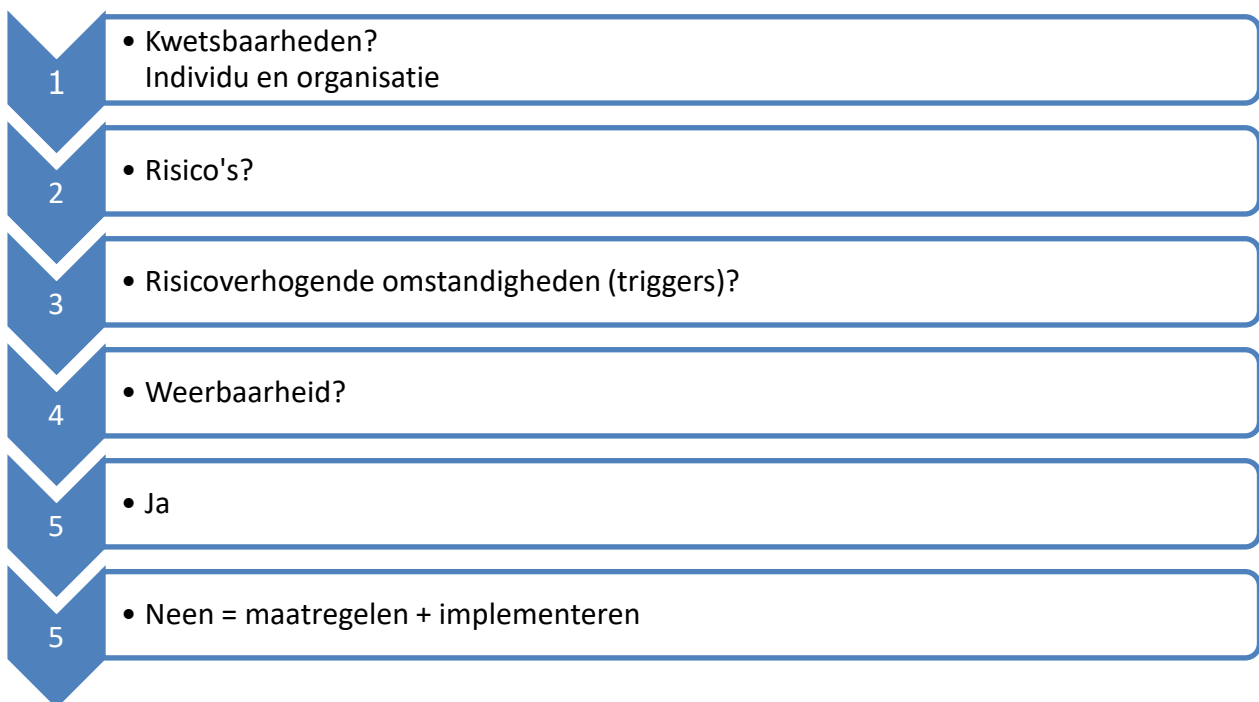 1
• Kwetsbaarheden?
Individu en organisatie
2
• Risico's?
3
• Risicoverhogende omstandigheden (triggers)?
4
• Weerbaarheid?
5
• Ja
5
• Neen = maatregelen + implementeren